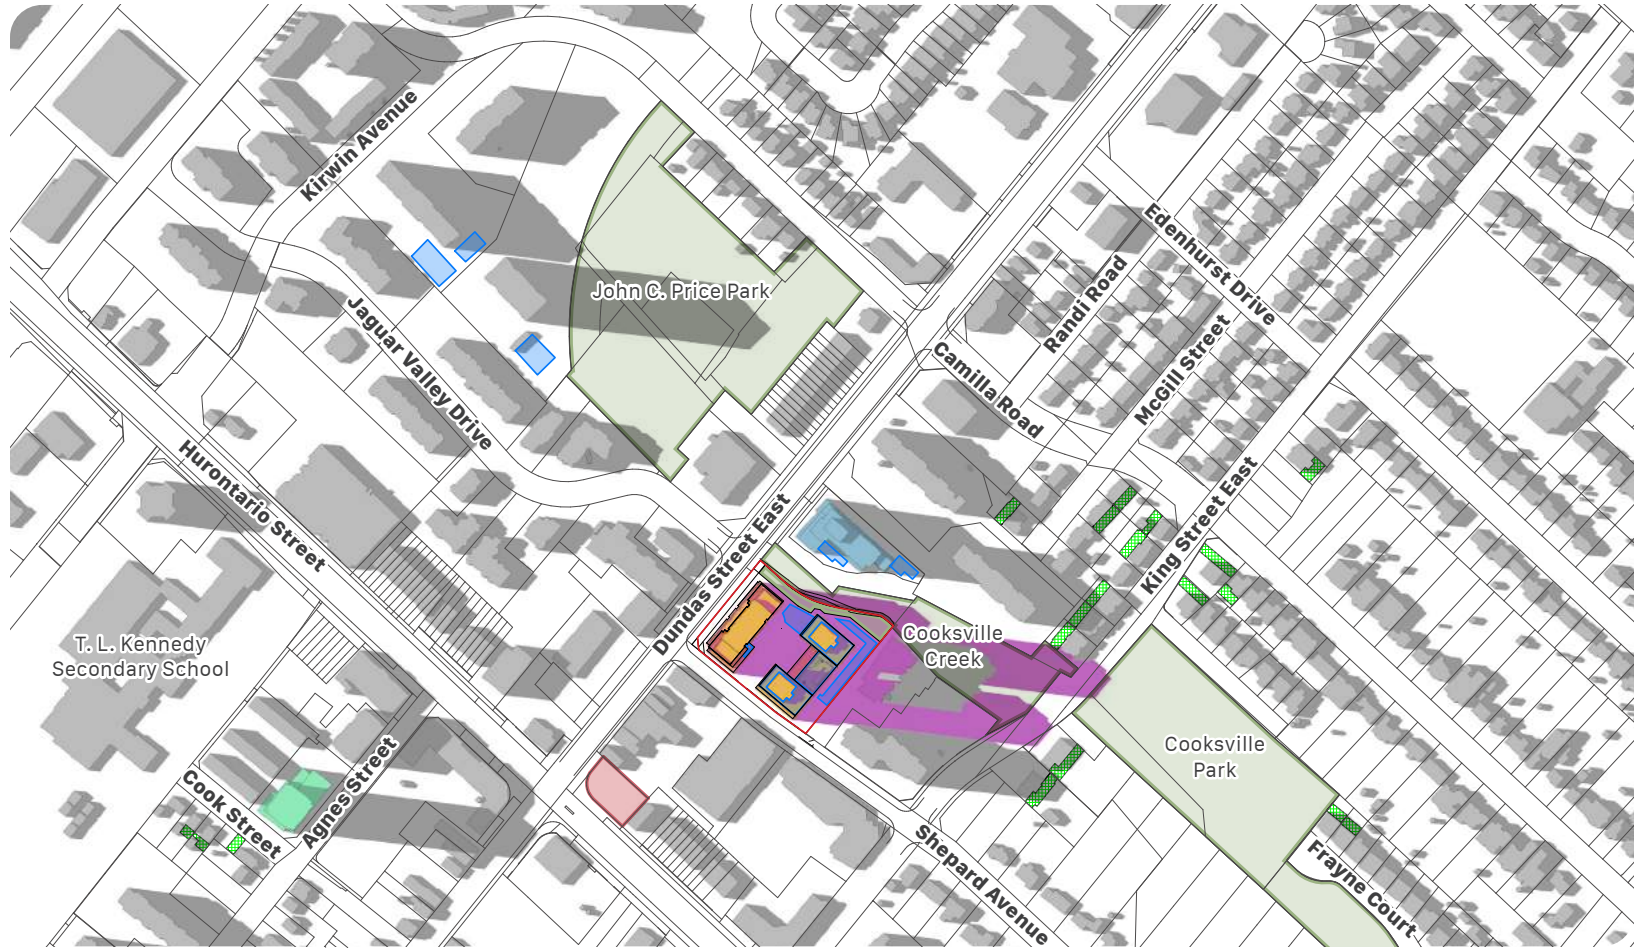 Kirwin Avenue
Edenhurst Drive
Randi Road
John C. Price Park
McGill Street
Camilla Road
Jaguar Valley Drive
Hurontario Street
King Street East
Dundas Street East
T. L. Kennedy
Secondary School
Cooksville
Creek
Cooksville
Park
Cook Street
Agnes Street
Shepard Avenue
Frayne Court